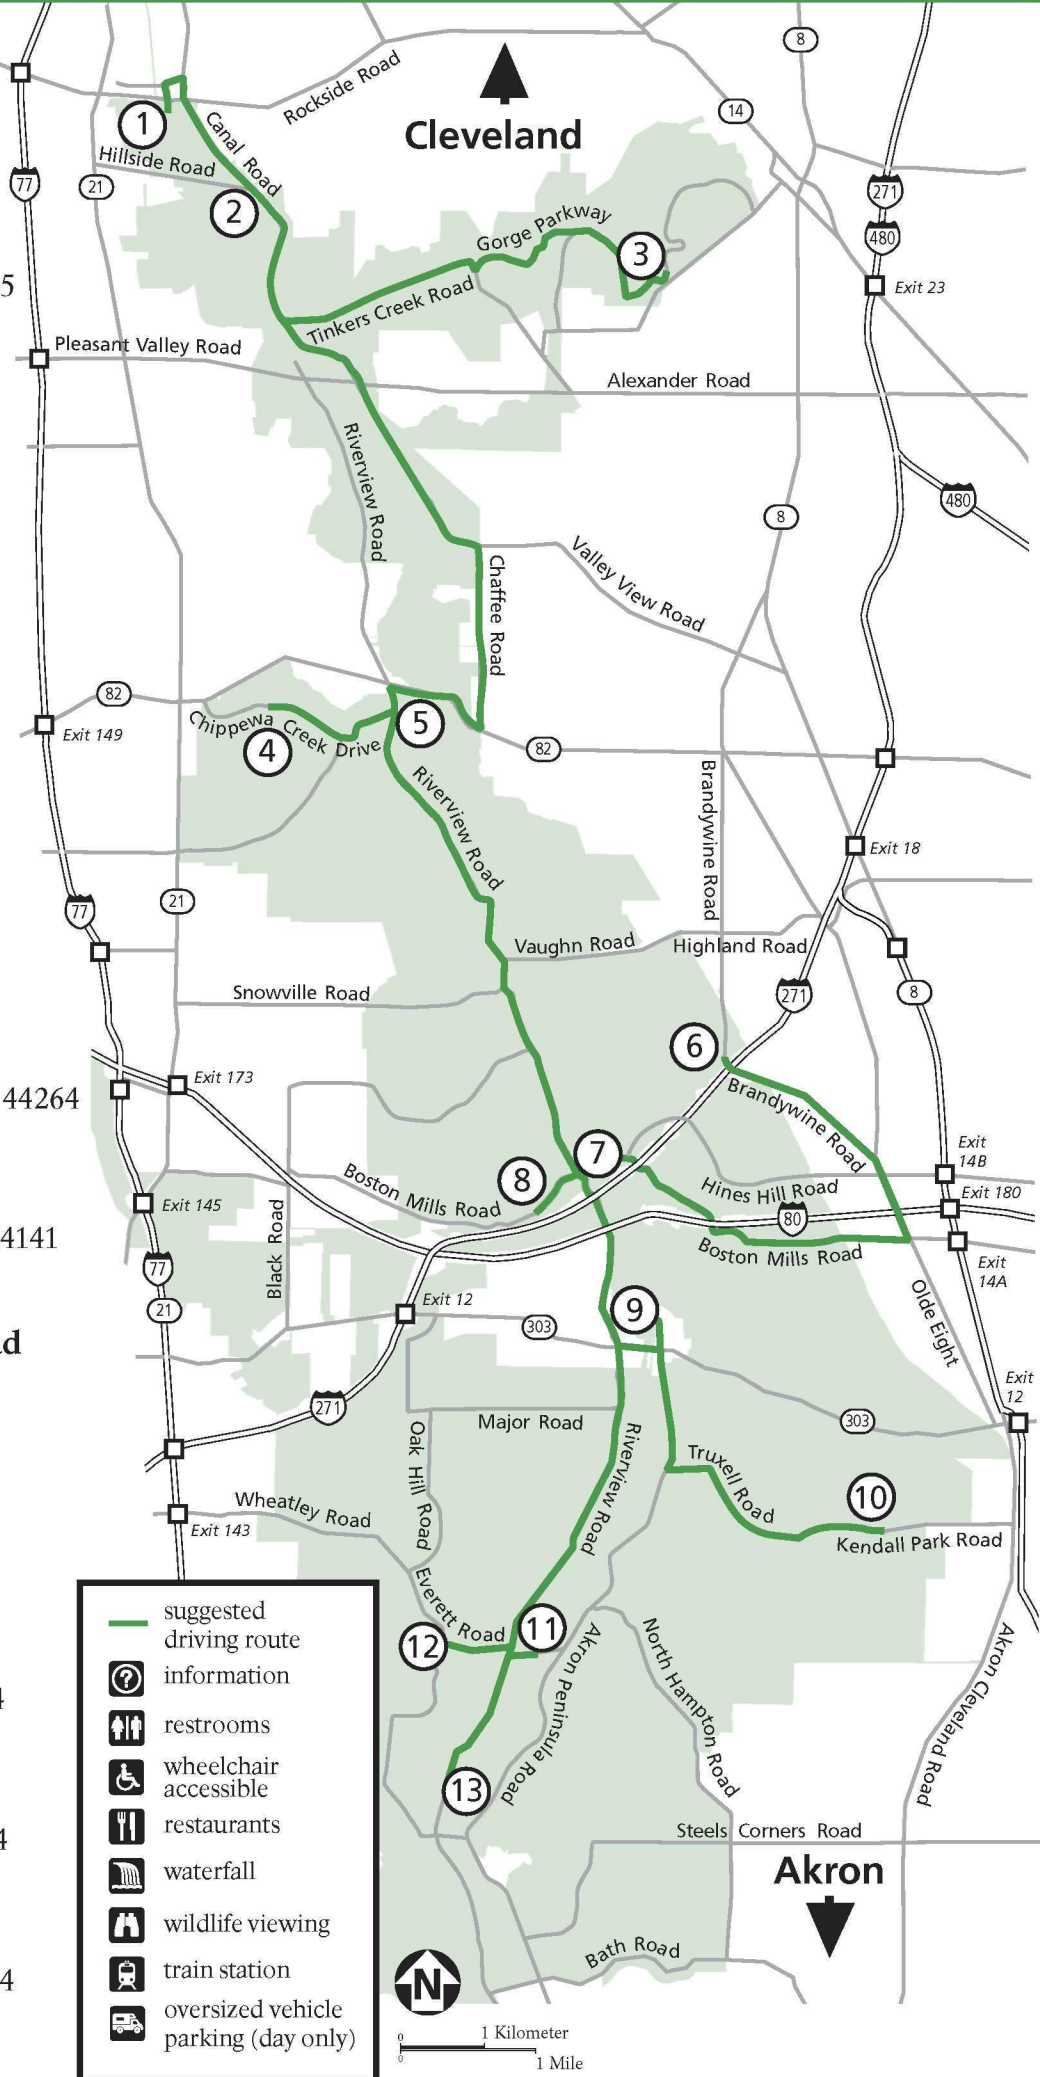 8
Rockside Road
14
Cleveland
1
Canal Road
Hillside Road
77
21
271
2
Gorge Parkway
480
3
5
Exit 23
Tinkers Creek Road
Pleasant Valley Road
Alexander Road
Riverview Road
480
8
Valley View Road
Chaffee Road
82
Chippewa Creek Drive
5
Exit 149
4
82
Brandywine Road
Riverview Road
Exit 18
21
77
Vaughn Road
Highland Road
Snowville Road
271
8
6
Exit 173
Brandywine Road
44264
7
Exit
14B
8
Boston Mills Road
Hines Hill Road
Exit 180
Exit 145
80
4141
Black Road
Boston Mills Road
77
Exit
14A
21
Exit 12
9
Olde Eight
303
ad
Exit
12
271
Major Road
303
Oak Hill Road
Riverview Road
Truxell Road
10
Wheatley Road
Exit 143
Kendall Park Road
Everett Road
11
12
Akron Peninsula Road
North Hampton Road
Akron Cleveland Road
4
13
Steels Corners Road
4
Akron
Bath Road
4
suggested
driving route
information
restrooms
wheelchair
accessible
restaurants
waterfall
wildlife viewing
train station
oversized vehicle
parking (day only)
N
0
1 Kilometer
0
1 Mile